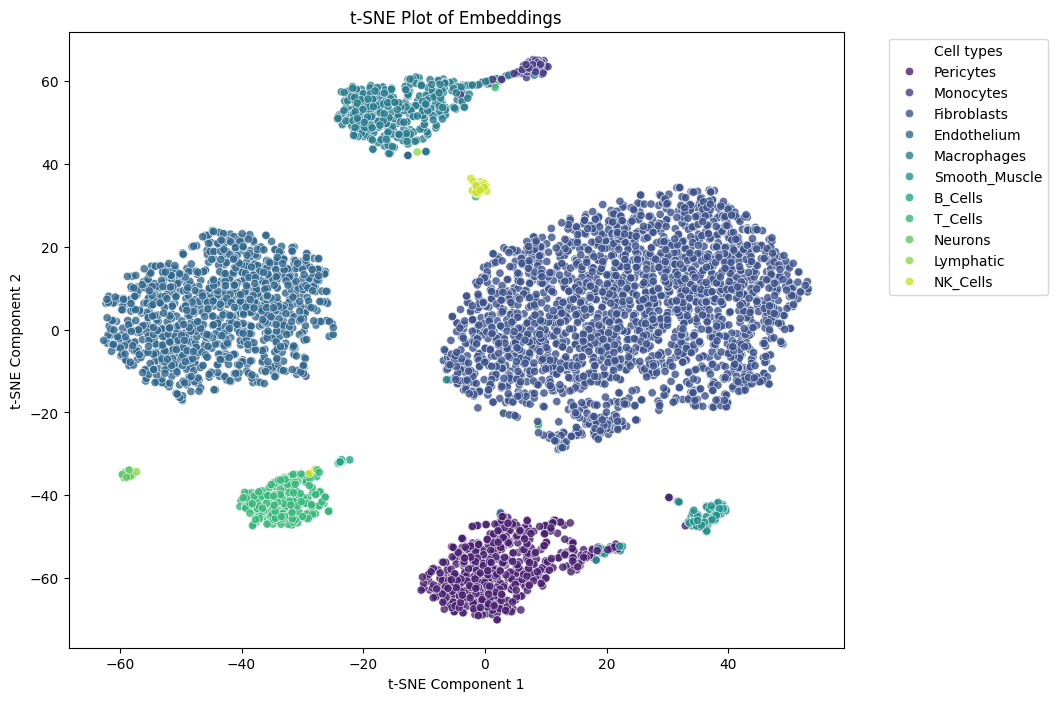 t-SNE Plot of Embeddings
60
40
20
0
−20
−40
−60
t-SNE Component 2
−60
−40
−20
0
20
40
t-SNE Component 1
Cell types
Pericytes
Monocytes
Fibroblasts
Endothelium
Macrophages
Smooth_Muscle
B_Cells
T_Cells
Neurons
Lymphatic
NK_Cells